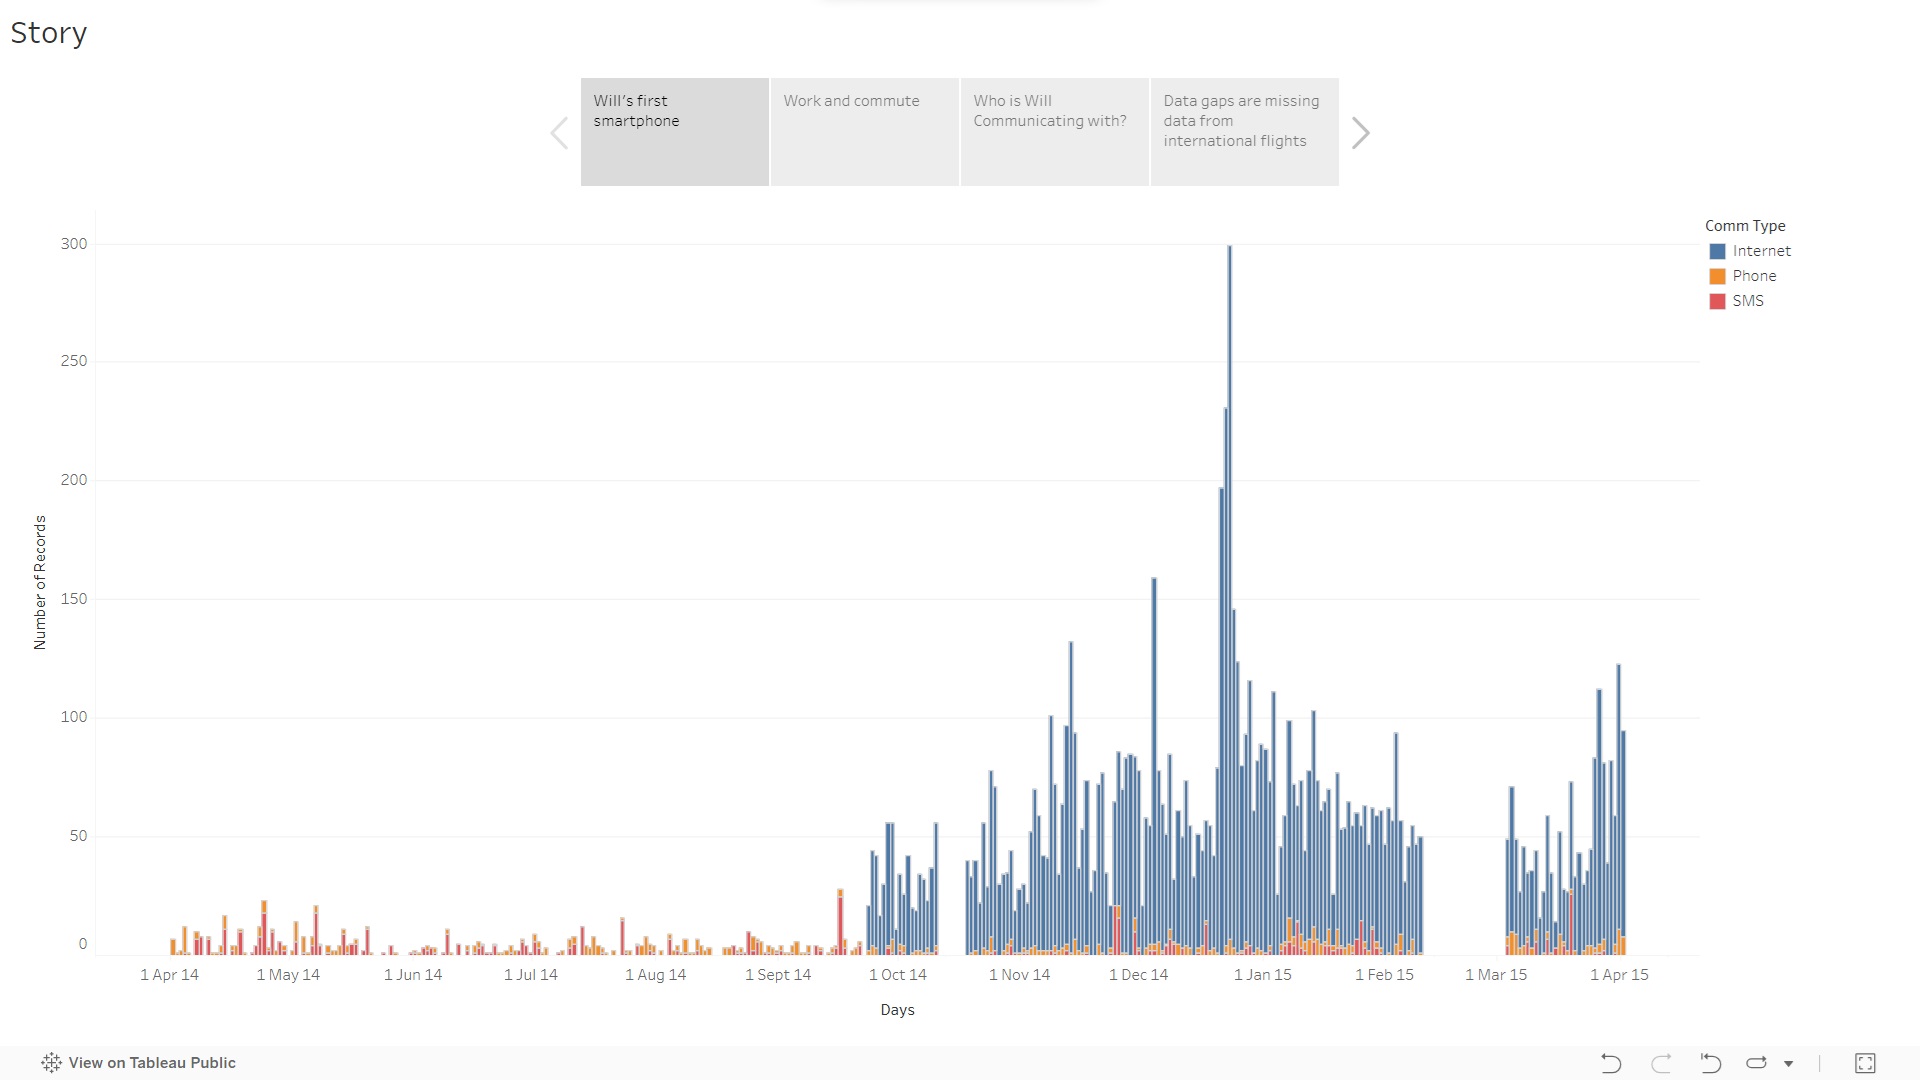 Story
Will's first
smartphone
Work and commute
Who is Will
Communicating with?
Data gaps are missing
data from
international flights
Comm Type
Internet
Phone
SMS
Number of Records
300
250
200
150
100
50
0
1 Apr 14
1 May 14
1 Jun 14
1 Jul 14
1 Aug 14
1 Sept 14
1 Oct 14
1 Nov 14
1 Dec 14
1 Jan 15
1 Feb 15
1 Mar 15
1 Apr 15
Days
View on Tableau Public